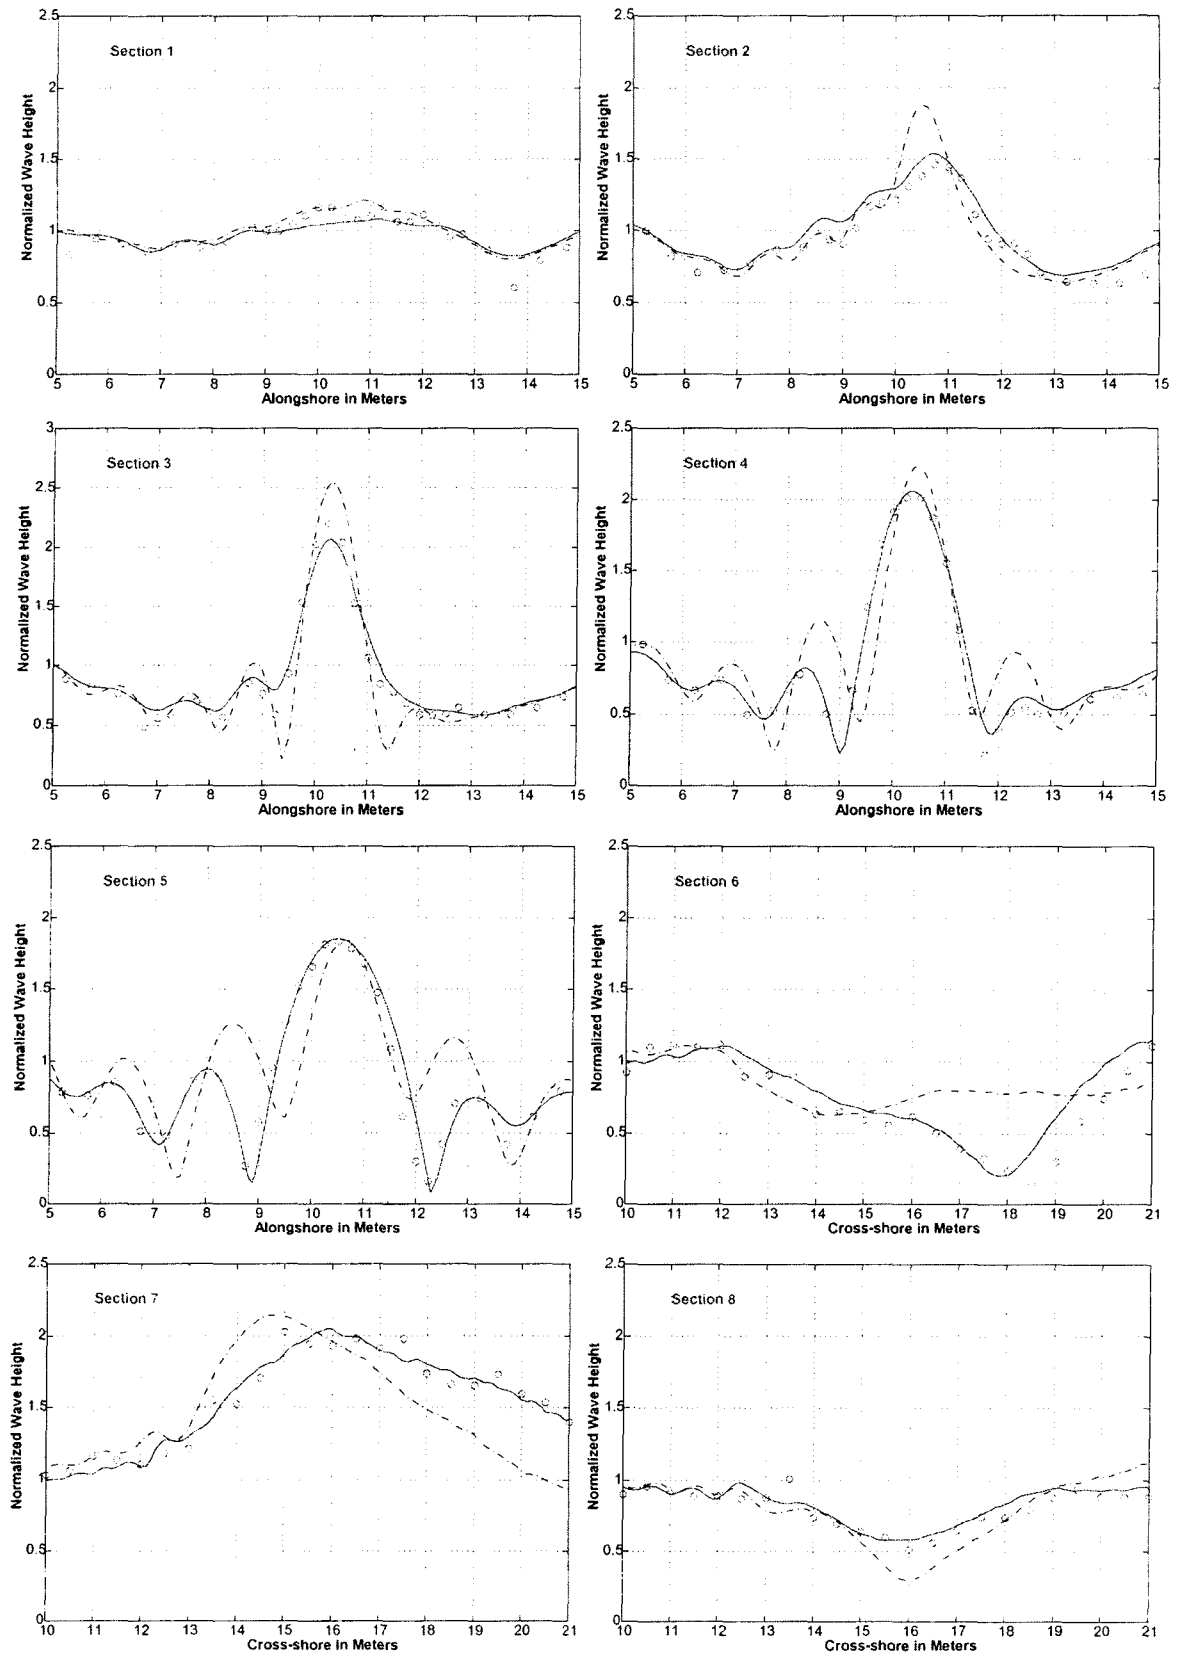 Section 1
Normalized Wave Height
2.5
2
1.5
1
0.5
0
5 6 7 8 9 10 11 12 13 14 15
Alongshore in Meters
Section 2
Normalized Wave Height
2.5
2
1.5
1
0.5
0
5 6 7 8 9 10 11 12 13 14 15
Alongshore in Meters
Section 3
Normalized Wave Height
3
2.5
2
1.5
1
0.5
0
5 6 7 8 9 10 11 12 13 14 15
Alongshore in Meters
Section 4
Normalized Wave Height
2.5
2
1.5
1
0.5
0
5 6 7 8 9 10 11 12 13 14 15
Alongshore in Meters
Section 5
Normalized Wave Height
2.5
2
1.5
1
0.5
0
5 6 7 8 9 10 11 12 13 14 15
Alongshore in Meters
Section 6
Normalized Wave Height
2.5
2
1.5
1
0.5
0
10 11 12 13 14 15 16 17 18 19 20 21
Cross-shore in Meters
Section 7
Normalized Wave Height
2.5
2
1.5
1
0.5
0
10 11 12 13 14 15 16 17 18 19 20 21
Cross-shore in Meters
Section 8
Normalized Wave Height
2.5
2
1.5
1
0.5
0
10 11 12 13 14 15 16 17 18 19 20 21
Cross-shore in Meters